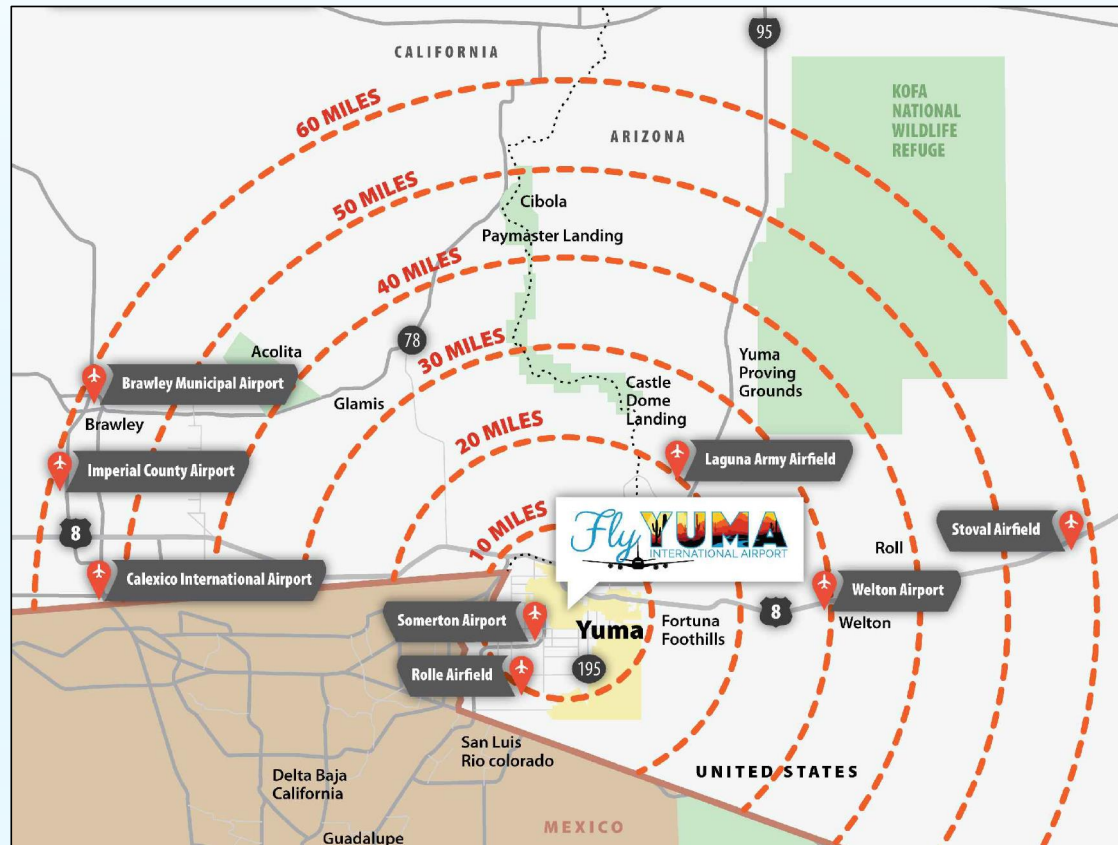 CALIFORNIA
95
60 MILES
KOFA
NATIONAL
WILDLIFE
REFUGE
ARIZONA
50 MILES
Cibola
Paymaster Landing
40 MILES
78
30 MILES
Acolita
Yuma
Proving
Grounds
Brawley Municipal Airport
Glamis
Castle
Dome
Landing
Brawley
20 MILES
Imperial County Airport
Laguna Army Airfield
10 MILES
Fly YUMA
INTERNATIONAL AIRPORT
8
Stoval Airfield
Roll
Calexico International Airport
Welton Airport
Somerton Airport
8
Yuma
Fortuna
Foothills
Welton
Rolle Airfield
195
San Luis
Rio colorado
UNITED STATES
Delta Baja
California
MEXICO
Guadalupe